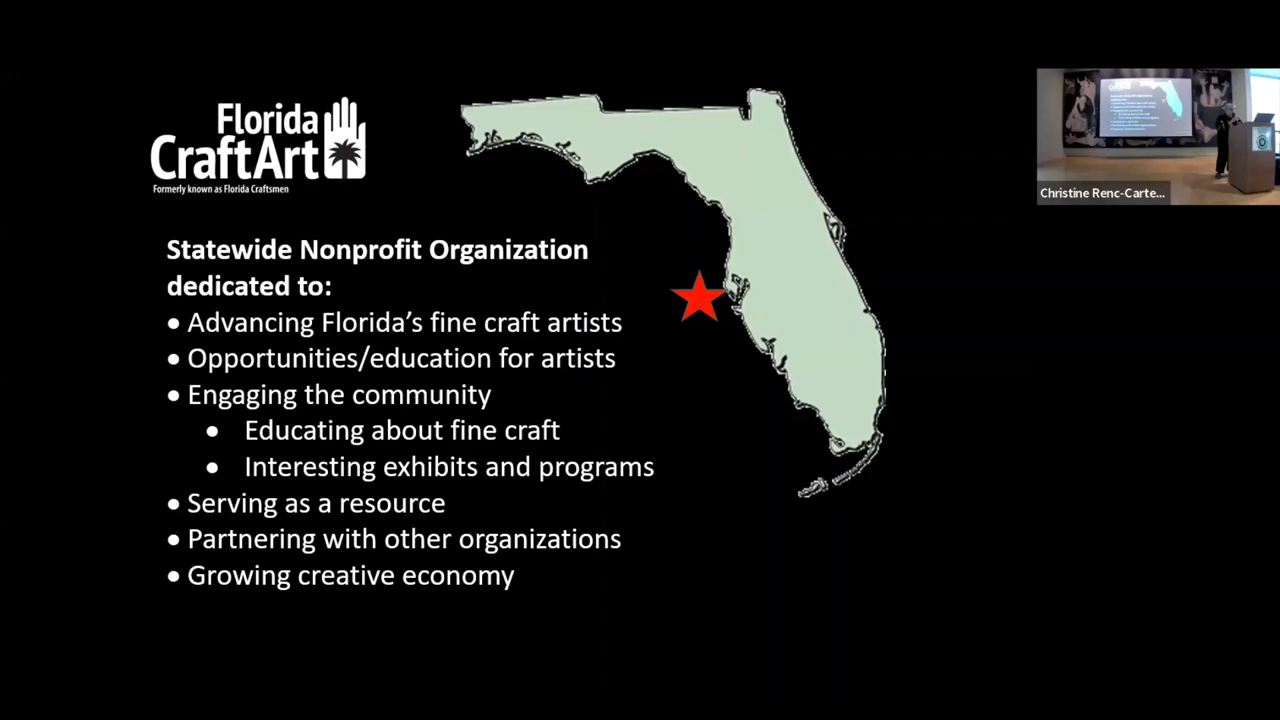 Florida
CraftArt
Formerly known as Florida Craftsmen
Christine Renc-Carte...
Statewide Nonprofit Organization
dedicated to:
• Advancing Florida's fine craft artists
• Opportunities/education for artists
• Engaging the community
• Educating about fine craft
• Interesting exhibits and programs
• Serving as a resource
• Partnering with other organizations
• Growing creative economy